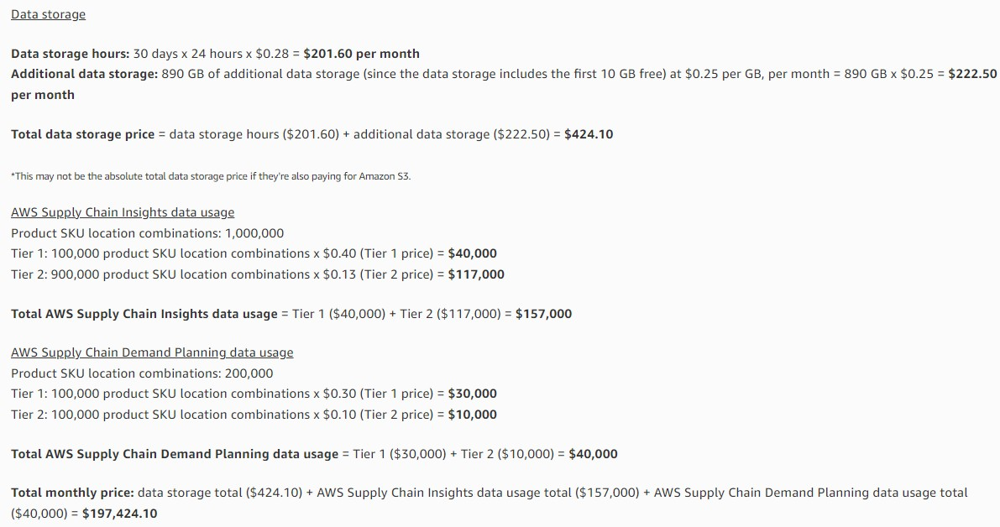 Data storage
Data storage hours: 30 days x 24 hours x $0.28 = $201.60 per month
Additional data storage: 890 GB of additional data storage (since the data storage includes the first 10 GB free) at $0.25 per GB, per month = 890 GB x $0.25 = $222.50
per month
Total data storage price = data storage hours ($201.60) + additional data storage ($222.50) = $424.10
*This may not be the absolute total data storage price if they're also paying for Amazon S3.
AWS Supply Chain Insights data usage
Product SKU location combinations: 1,000,000
Tier 1: 100,000 product SKU location combinations x $0.40 (Tier 1 price) = $40,000
Tier 2: 900,000 product SKU location combinations x $0.13 (Tier 2 price) = $117,000
Total AWS Supply Chain Insights data usage = Tier 1 ($40,000) + Tier 2 ($117,000) = $157,000
AWS Supply Chain Demand Planning data usage
Product SKU location combinations: 200,000
Tier 1: 100,000 product SKU location combinations x $0.30 (Tier 1 price) = $30,000
Tier 2: 100,000 product SKU location combinations x $0.10 (Tier 2 price) = $10,000
Total AWS Supply Chain Demand Planning data usage = Tier 1 ($30,000) + Tier 2 ($10,000) = $40,000
Total monthly price: data storage total ($424.10) + AWS Supply Chain Insights data usage total ($157,000) + AWS Supply Chain Demand Planning data usage total
($40,000) = $197,424.10